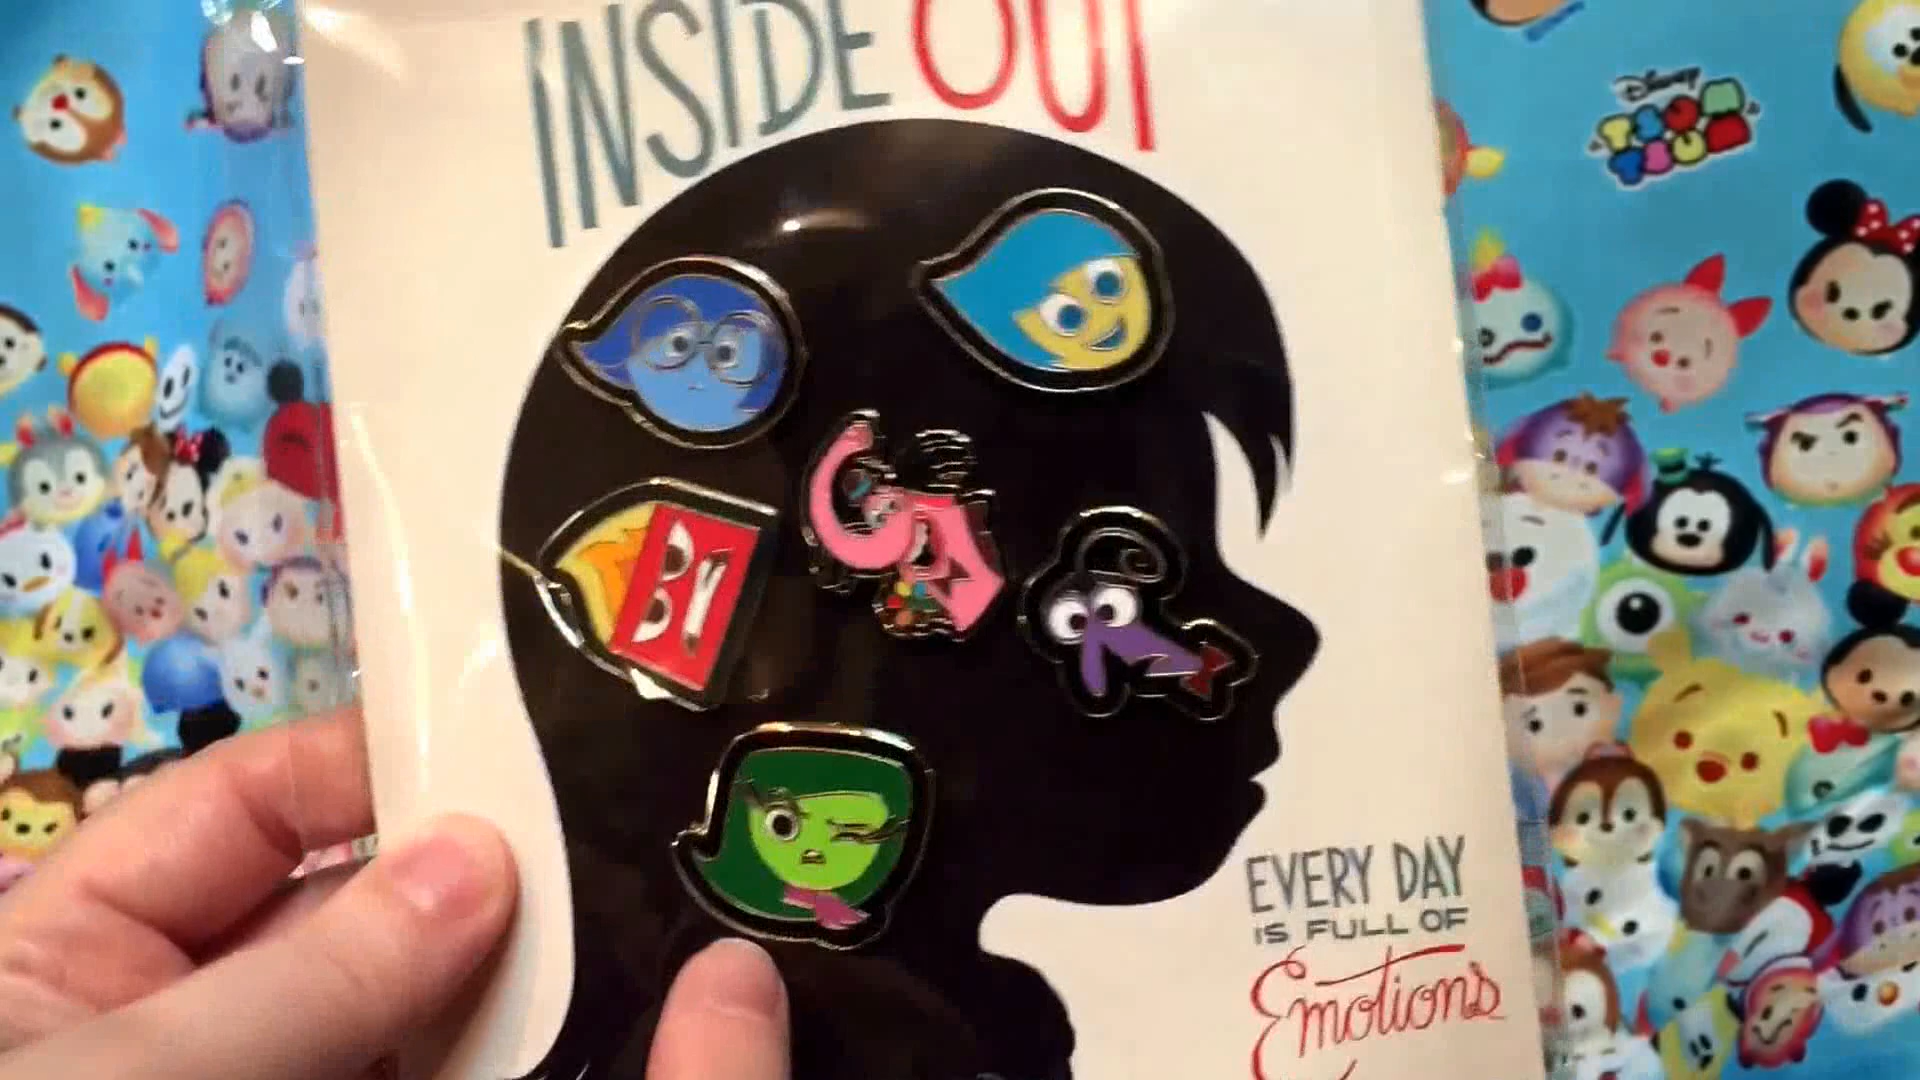 INSIDE OUT
Disney
TSUM
TSUM
EVERY DAY
IS FULL OF
Emotions